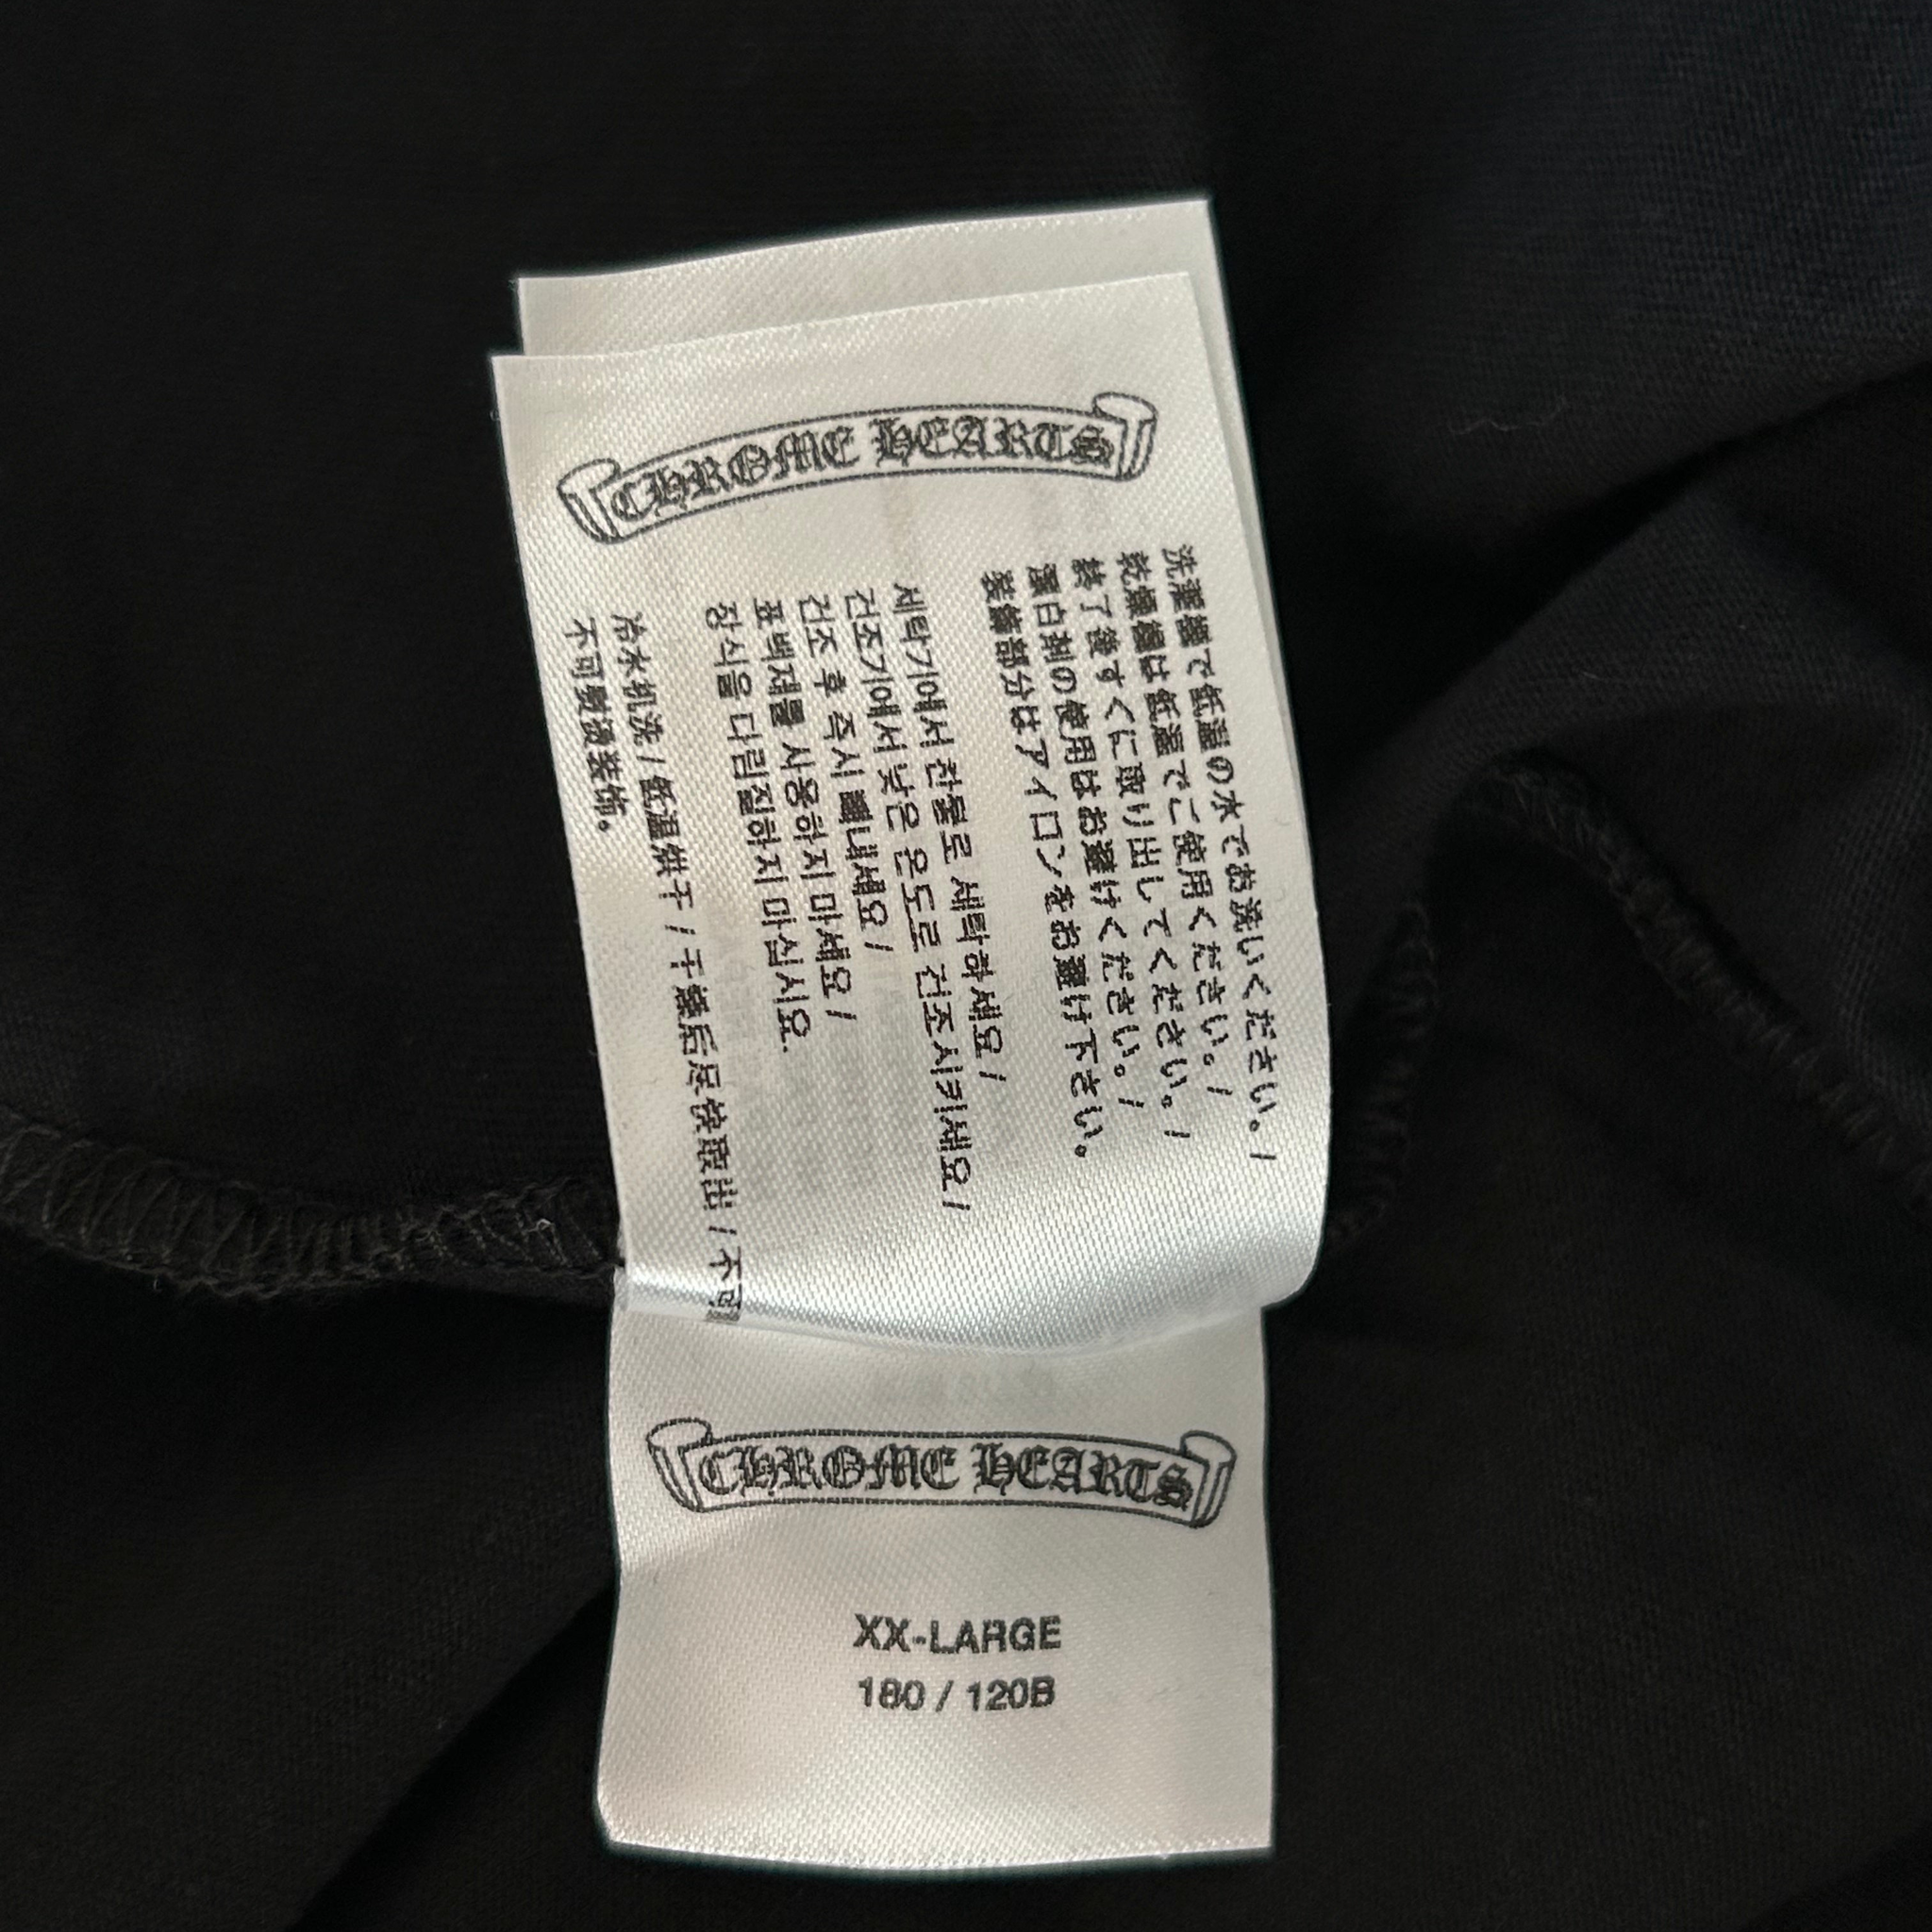 CHROME HEARTS
洗濯機で低温の水でお洗いください。/
乾燥機は低温でご使用ください。/
終了後すぐに取り出してください。/
漂白剤の使用はお避けください。/
装飾部分はアイロンをお避け下さい。
세탁기에서 찬물로 세탁하세요 /
건조기에서 낮은 온도로 건조시키세요 /
건조 후 즉시 빼내세요 /
표백제를 사용하지 마세요 /
장식을 다림질하지 마십시오.
冷水机洗 / 低温烘干 / 干燥后尽快取出 / 不可
不可熨烫装饰。
CHROME HEARTS
XX-LARGE
180 / 120B